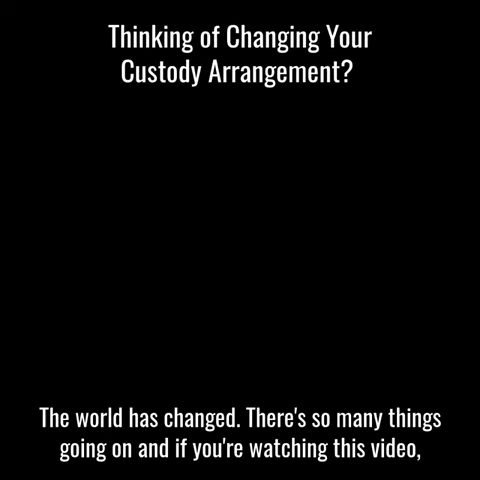 Thinking of Changing Your
Custody Arrangement?
The world has changed. There's so many things
going on and if you're watching this video,